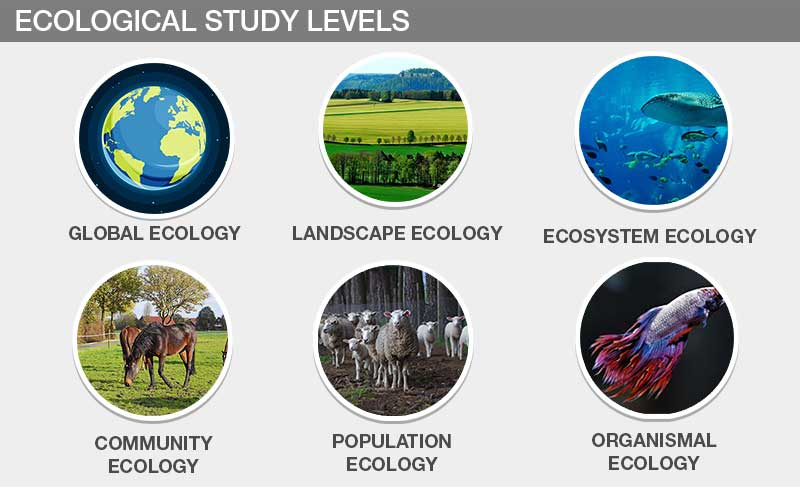 ECOLOGICAL STUDY LEVELS
GLOBAL ECOLOGY
LANDSCAPE ECOLOGY
ECOSYSTEM ECOLOGY
COMMUNITY
ECOLOGY
POPULATION
ECOLOGY
ORGANISMAL
ECOLOGY